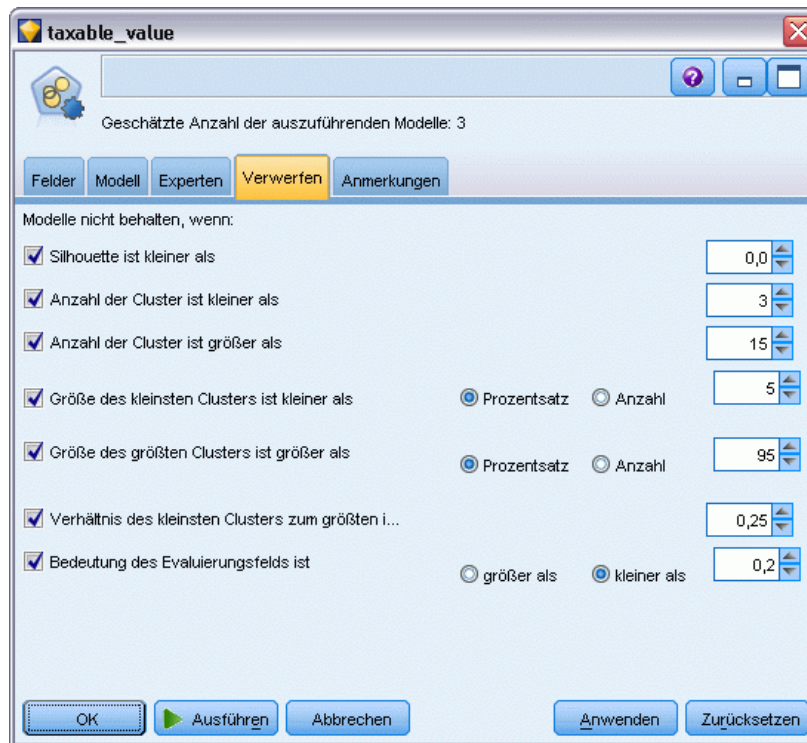 taxable_value
Geschätzte Anzahl der auszuführenden Modelle: 3
Felder Modell Experten Verwerfen Anmerkungen
Modelle nicht behalten, wenn:
Silhouette ist kleiner als 0,0
Anzahl der Cluster ist kleiner als 3
Anzahl der Cluster ist größer als 15
Größe des kleinsten Clusters ist kleiner als Prozentsatz Anzahl 5
Größe des größten Clusters ist größer als Prozentsatz Anzahl 95
Verhältnis des kleinsten Clusters zum größten i... 0,25
Bedeutung des Evaluierungsfelds ist größer als kleiner als 0,2
OK Ausführen Abbrechen Anwenden Zurücksetzen